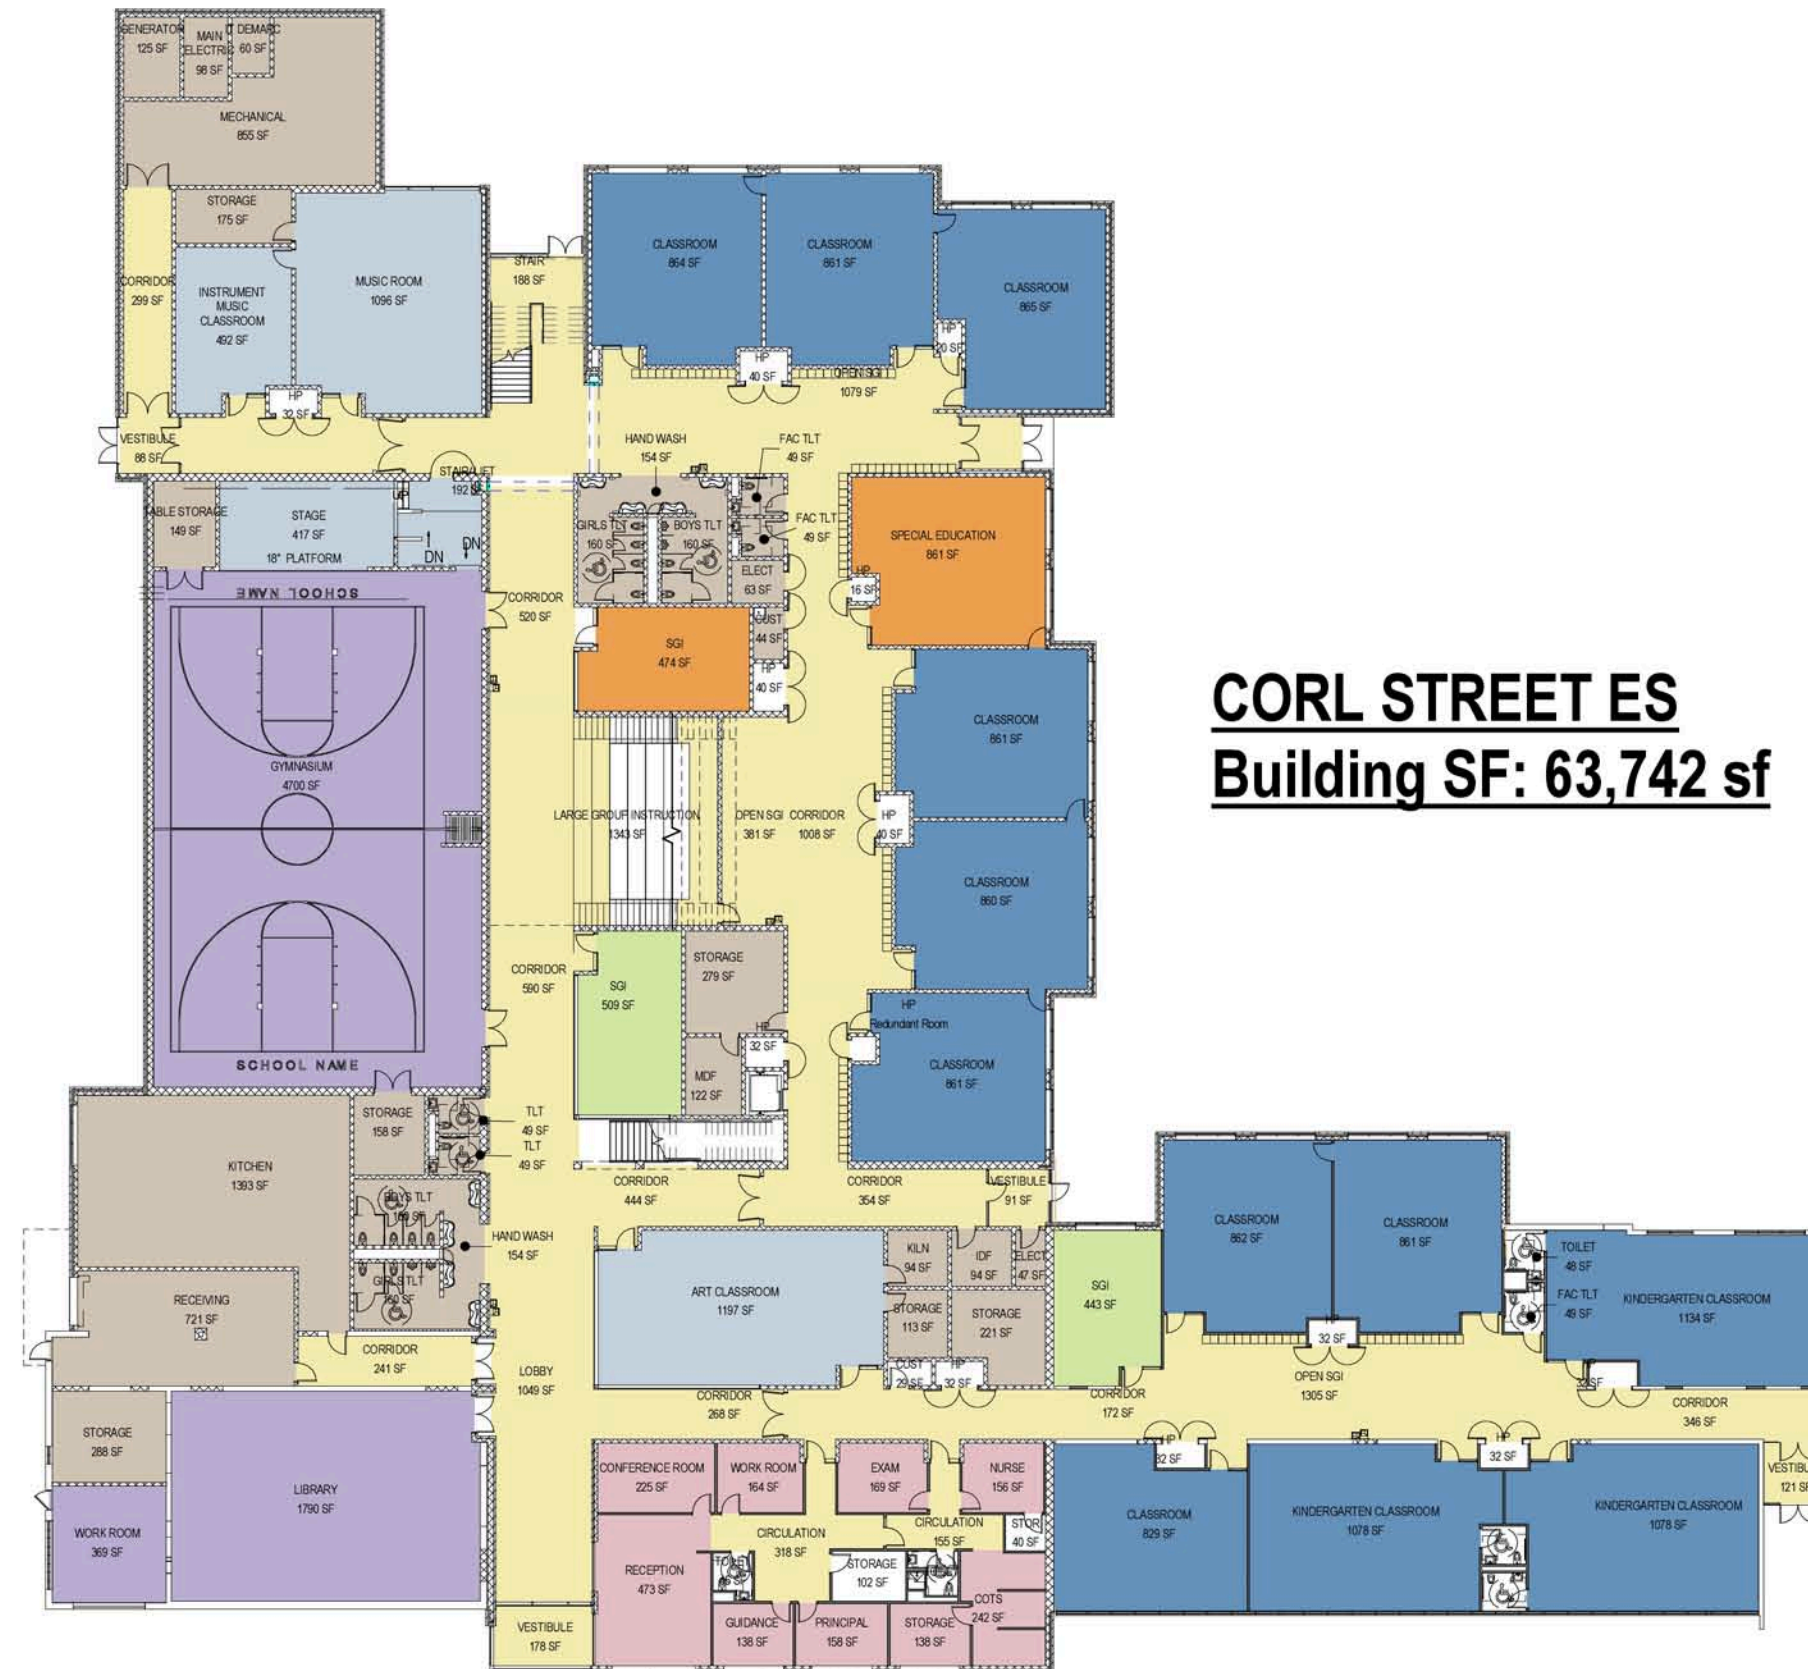 GENERATOR
125 SF
MAIN
ELECTRIC
98 SF
IT DEMARC
60 SF
MECHANICAL
855 SF
STORAGE
175 SF
CORRIDOR
299 SF
INSTRUMENT
MUSIC
CLASSROOM
492 SF
MUSIC ROOM
1096 SF
HP
32 SF
VESTIBULE
88 SF
STAIR
188 SF
CLASSROOM
864 SF
CLASSROOM
861 SF
CLASSROOM
865 SF
HP
40 SF
HP
20 SF
OPEN SGI
1079 SF
STAIR/LIFT
192 SF
UP
DN
DN
TABLE STORAGE
149 SF
STAGE
417 SF
18" PLATFORM
HAND WASH
154 SF
FAC TLT
49 SF
FAC TLT
49 SF
GIRLS TLT
160 SF
BOYS TLT
160 SF
ELECT
63 SF
CUST
44 SF
HP
40 SF
SPECIAL EDUCATION
861 SF
HP
16 SF
SCHOOL NAME
CORRIDOR
520 SF
SGI
474 SF
GYMNASIUM
4700 SF
SCHOOL NAME
CLASSROOM
861 SF
CORL STREET ES
Building SF: 63,742 sf
LARGE GROUP INSTRUCTION
1343 SF
OPEN SGI
381 SF
CORRIDOR
1008 SF
HP
40 SF
CLASSROOM
860 SF
CORRIDOR
590 SF
SGI
509 SF
STORAGE
279 SF
HP
32 SF
MDF
122 SF
HP
Redundant Room
CLASSROOM
861 SF
STORAGE
158 SF
TLT
49 SF
TLT
49 SF
KITCHEN
1393 SF
BOYS TLT
HAND WASH
154 SF
GIRLS TLT
RECEIVING
721 SF
CORRIDOR
241 SF
CORRIDOR
444 SF
CORRIDOR
354 SF
VESTIBULE
91 SF
ART CLASSROOM
1197 SF
KILN
94 SF
IDF
94 SF
ELECT
47 SF
STORAGE
113 SF
STORAGE
221 SF
CUST
29 SF
HP
32 SF
SGI
443 SF
CLASSROOM
862 SF
CLASSROOM
861 SF
HP
32 SF
TOILET
48 SF
FAC TLT
49 SF
KINDERGARTEN CLASSROOM
1134 SF
32 SF
LOBBY
1049 SF
CORRIDOR
268 SF
CORRIDOR
172 SF
OPEN SGI
1305 SF
CORRIDOR
346 SF
STORAGE
288 SF
LIBRARY
1790 SF
WORK ROOM
369 SF
CONFERENCE ROOM
225 SF
WORK ROOM
164 SF
EXAM
169 SF
NURSE
156 SF
HP
32 SF
HP
32 SF
VESTIBU
121 SF
RECEPTION
473 SF
CIRCULATION
318 SF
CIRCULATION
155 SF
STOR
40 SF
TOILET
STORAGE
102 SF
CLASSROOM
829 SF
KINDERGARTEN CLASSROOM
1078 SF
KINDERGARTEN CLASSROOM
1078 SF
VESTIBULE
178 SF
GUIDANCE
138 SF
PRINCIPAL
158 SF
STORAGE
138 SF
COTS
242 SF